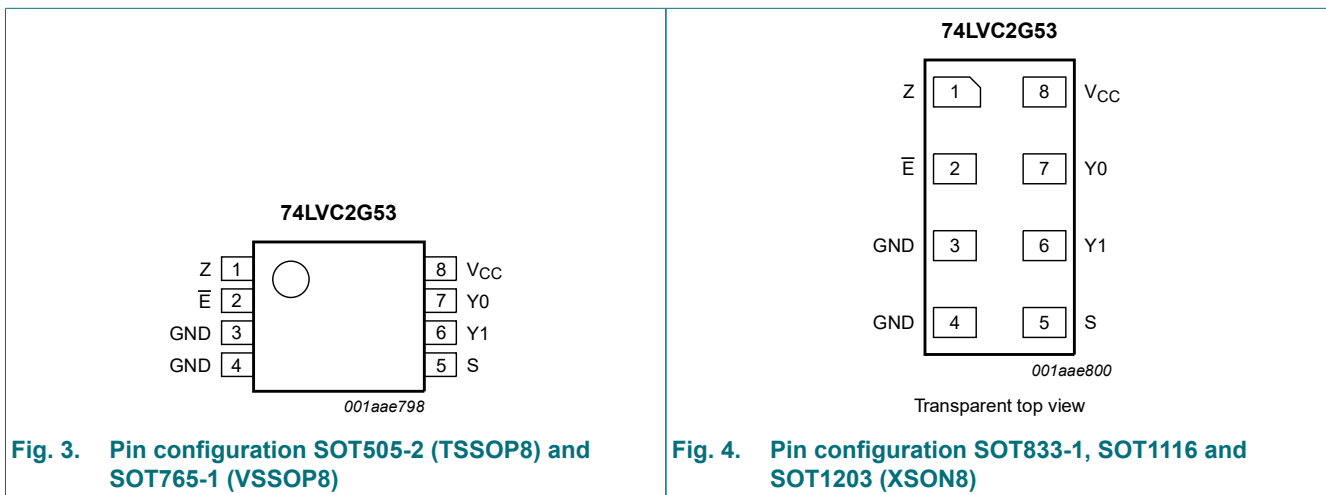 74LVC2G53
Z 1 8 VCC
E̅ 2 7 Y0
GND 3 6 Y1
GND 4 5 S
001aae798
Fig. 3. Pin configuration SOT505-2 (TSSOP8) and
SOT765-1 (VSSOP8)
74LVC2G53
Z 1 8 VCC
E̅ 2 7 Y0
GND 3 6 Y1
GND 4 5 S
001aae800
Transparent top view
Fig. 4. Pin configuration SOT833-1, SOT1116 and
SOT1203 (XSON8)